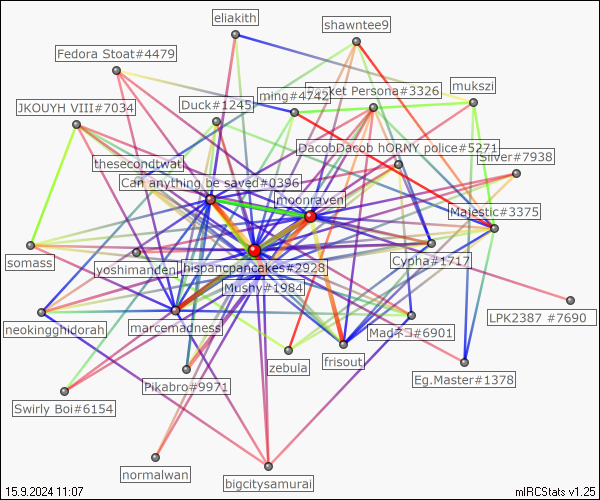 eliakith
shawntee9
Fedora Stoat#4479
mukszi
ming#4742
Persona#3326
JKOUYH VIII#7034
Duck#1245
DacobDacob hORNY police#5271
thesecondtwat
Silver#7938
Can anything be saved#0396
moonraven
Majestic#3375
somass
yoshimanden
hispancpancakes#2928
Cypha#1717
Mushy#1984
LPK2387 #7690
neokingghidorah
marcemadness
Madネコ#6901
zebula
frisout
Pikabro#9971
Eg.Master#1378
Swirly Boi#6154
normalwan
bigcitysamurai
15.9.2024 11:07
mIRCStats v1.25